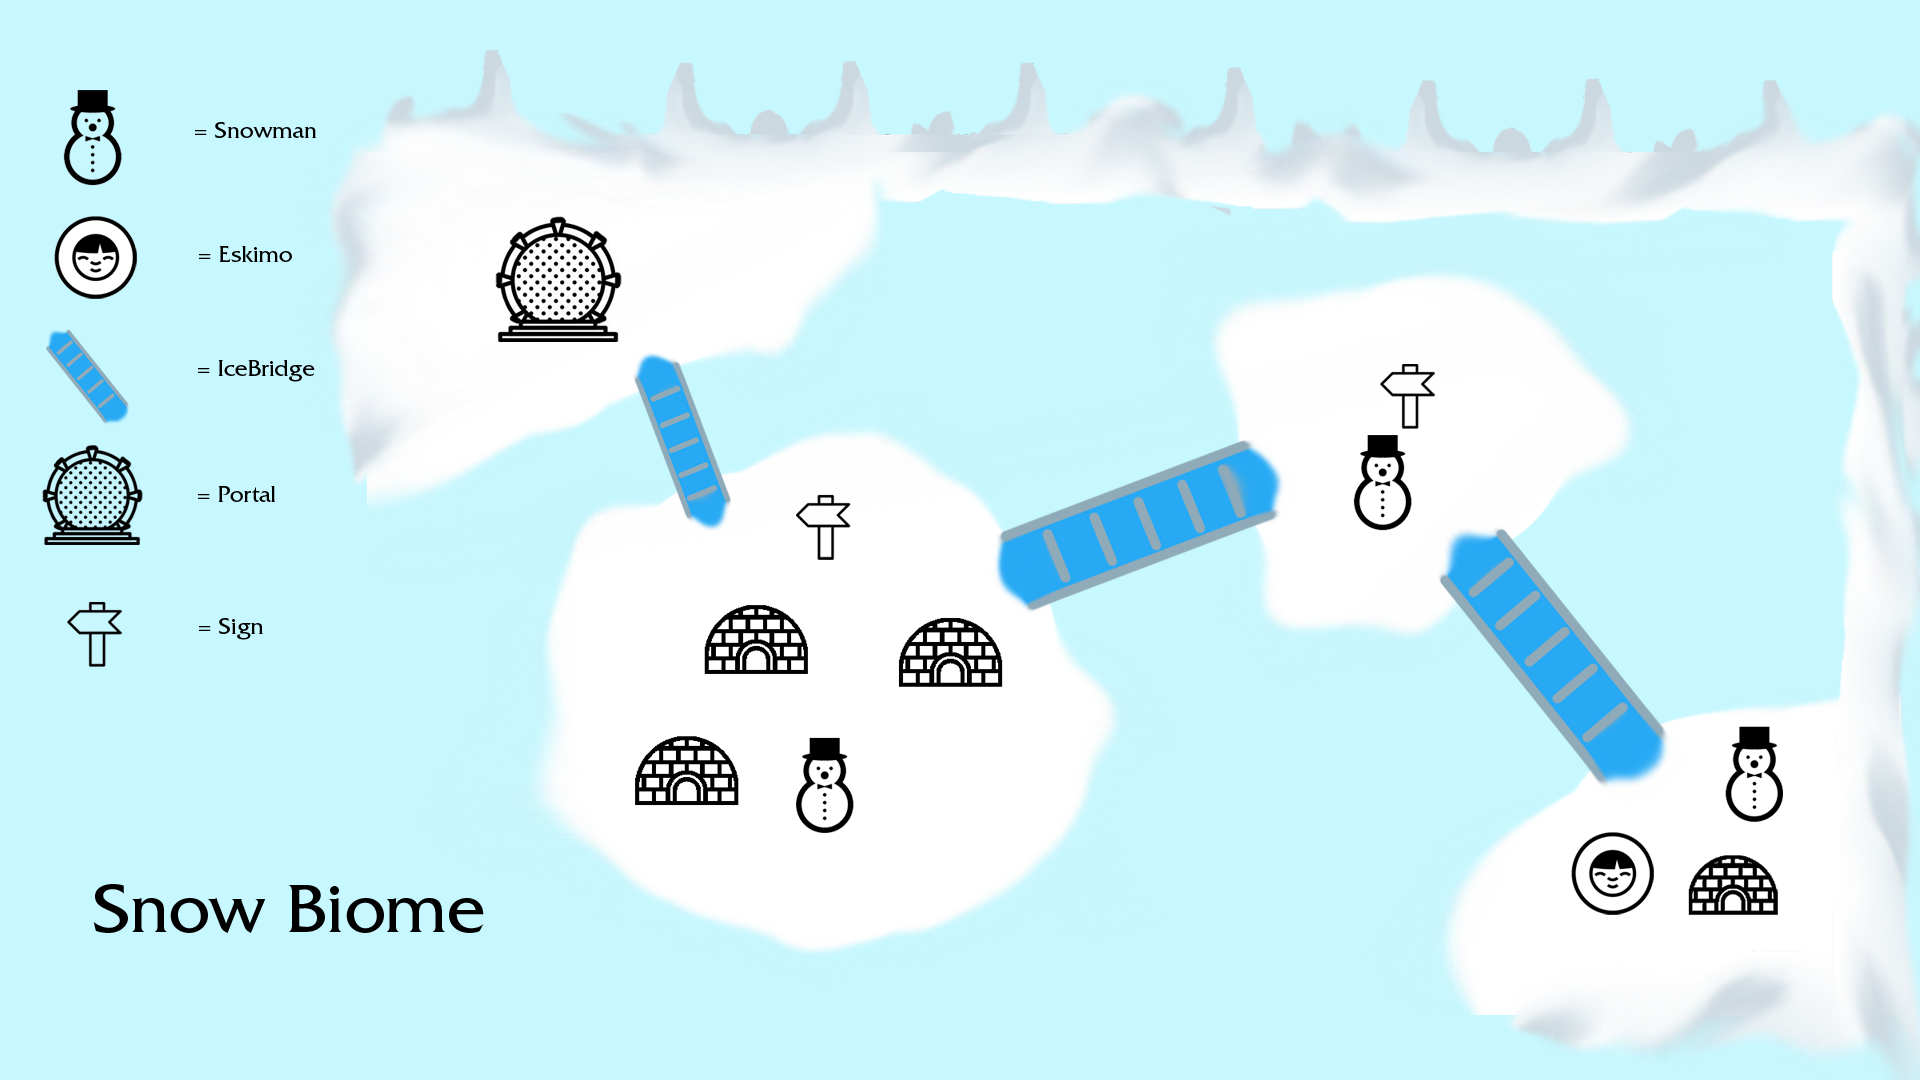 = Snowman
= Eskimo
= IceBridge
= Portal
= Sign
Snow Biome